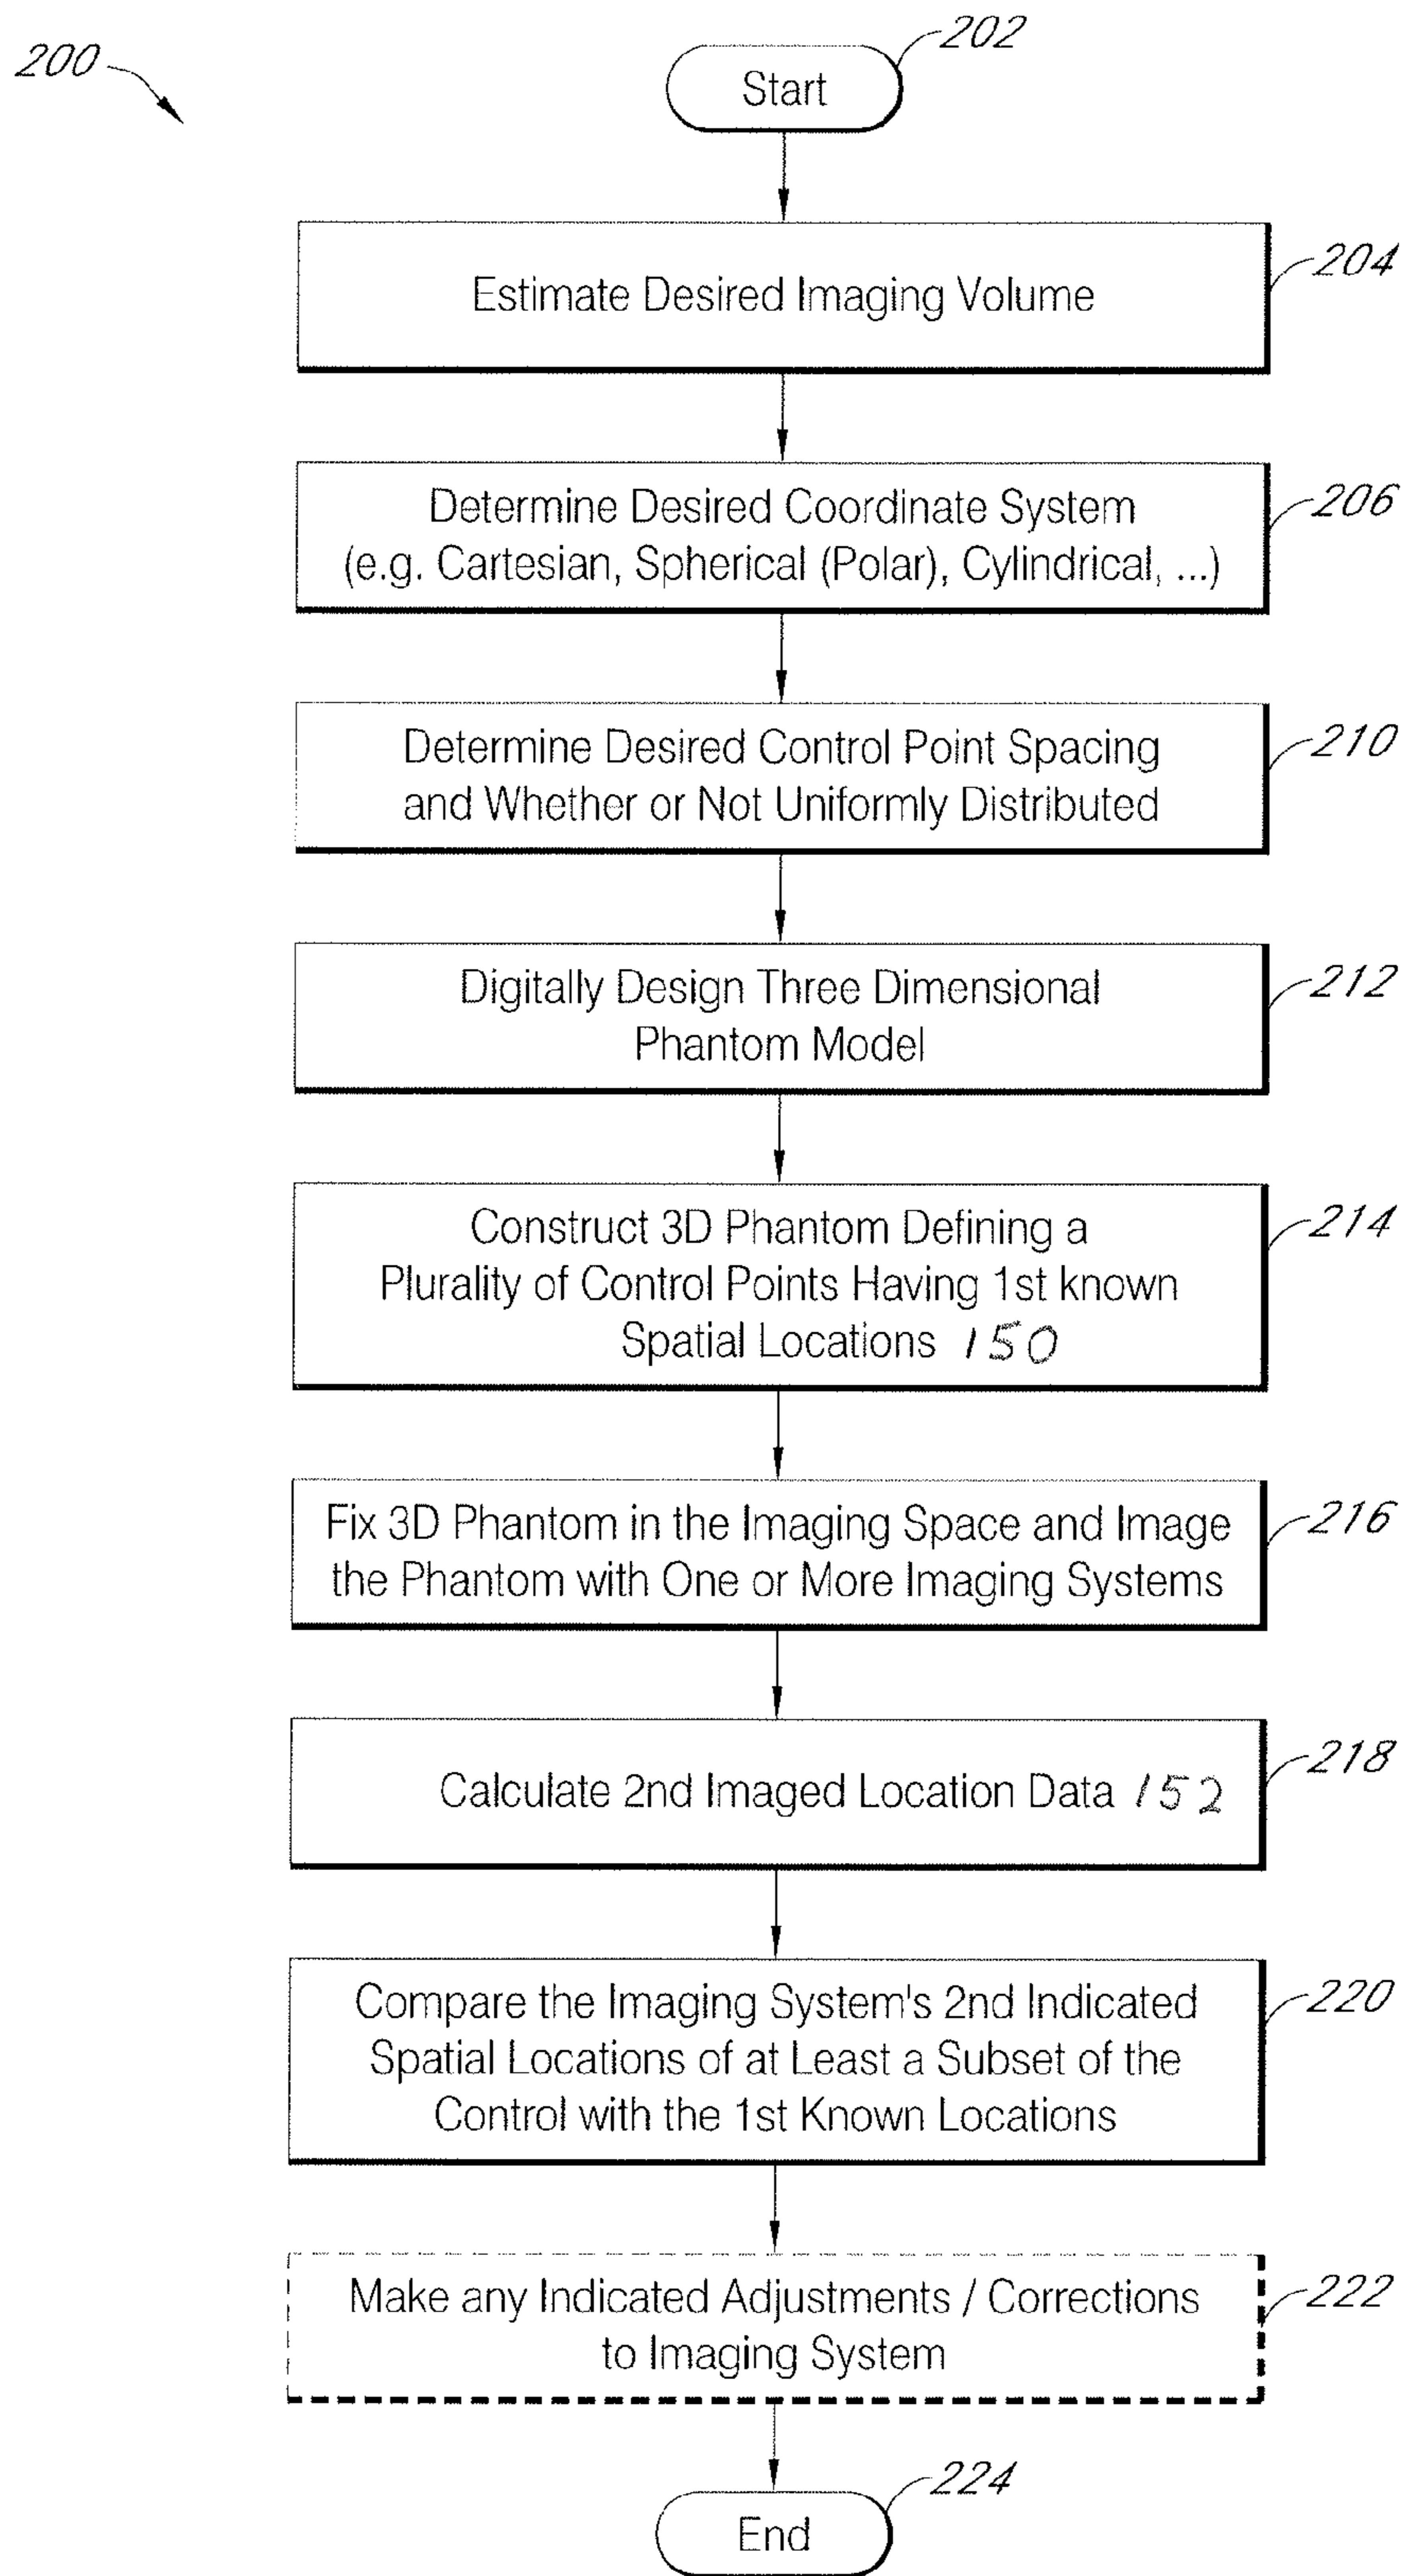 200
202
Start
204
Estimate Desired Imaging Volume
206
Determine Desired Coordinate System
(e.g. Cartesian, Spherical (Polar), Cylindrical, ...)
210
Determine Desired Control Point Spacing
and Whether or Not Uniformly Distributed
212
Digitally Design Three Dimensional
Phantom Model
214
Construct 3D Phantom Defining a
Plurality of Control Points Having 1st known
Spatial Locations 150
216
Fix 3D Phantom in the Imaging Space and Image
the Phantom with One or More Imaging Systems
218
Calculate 2nd Imaged Location Data 152
220
Compare the Imaging System's 2nd Indicated
Spatial Locations of at Least a Subset of the
Control with the 1st Known Locations
222
Make any Indicated Adjustments / Corrections
to Imaging System
224
End